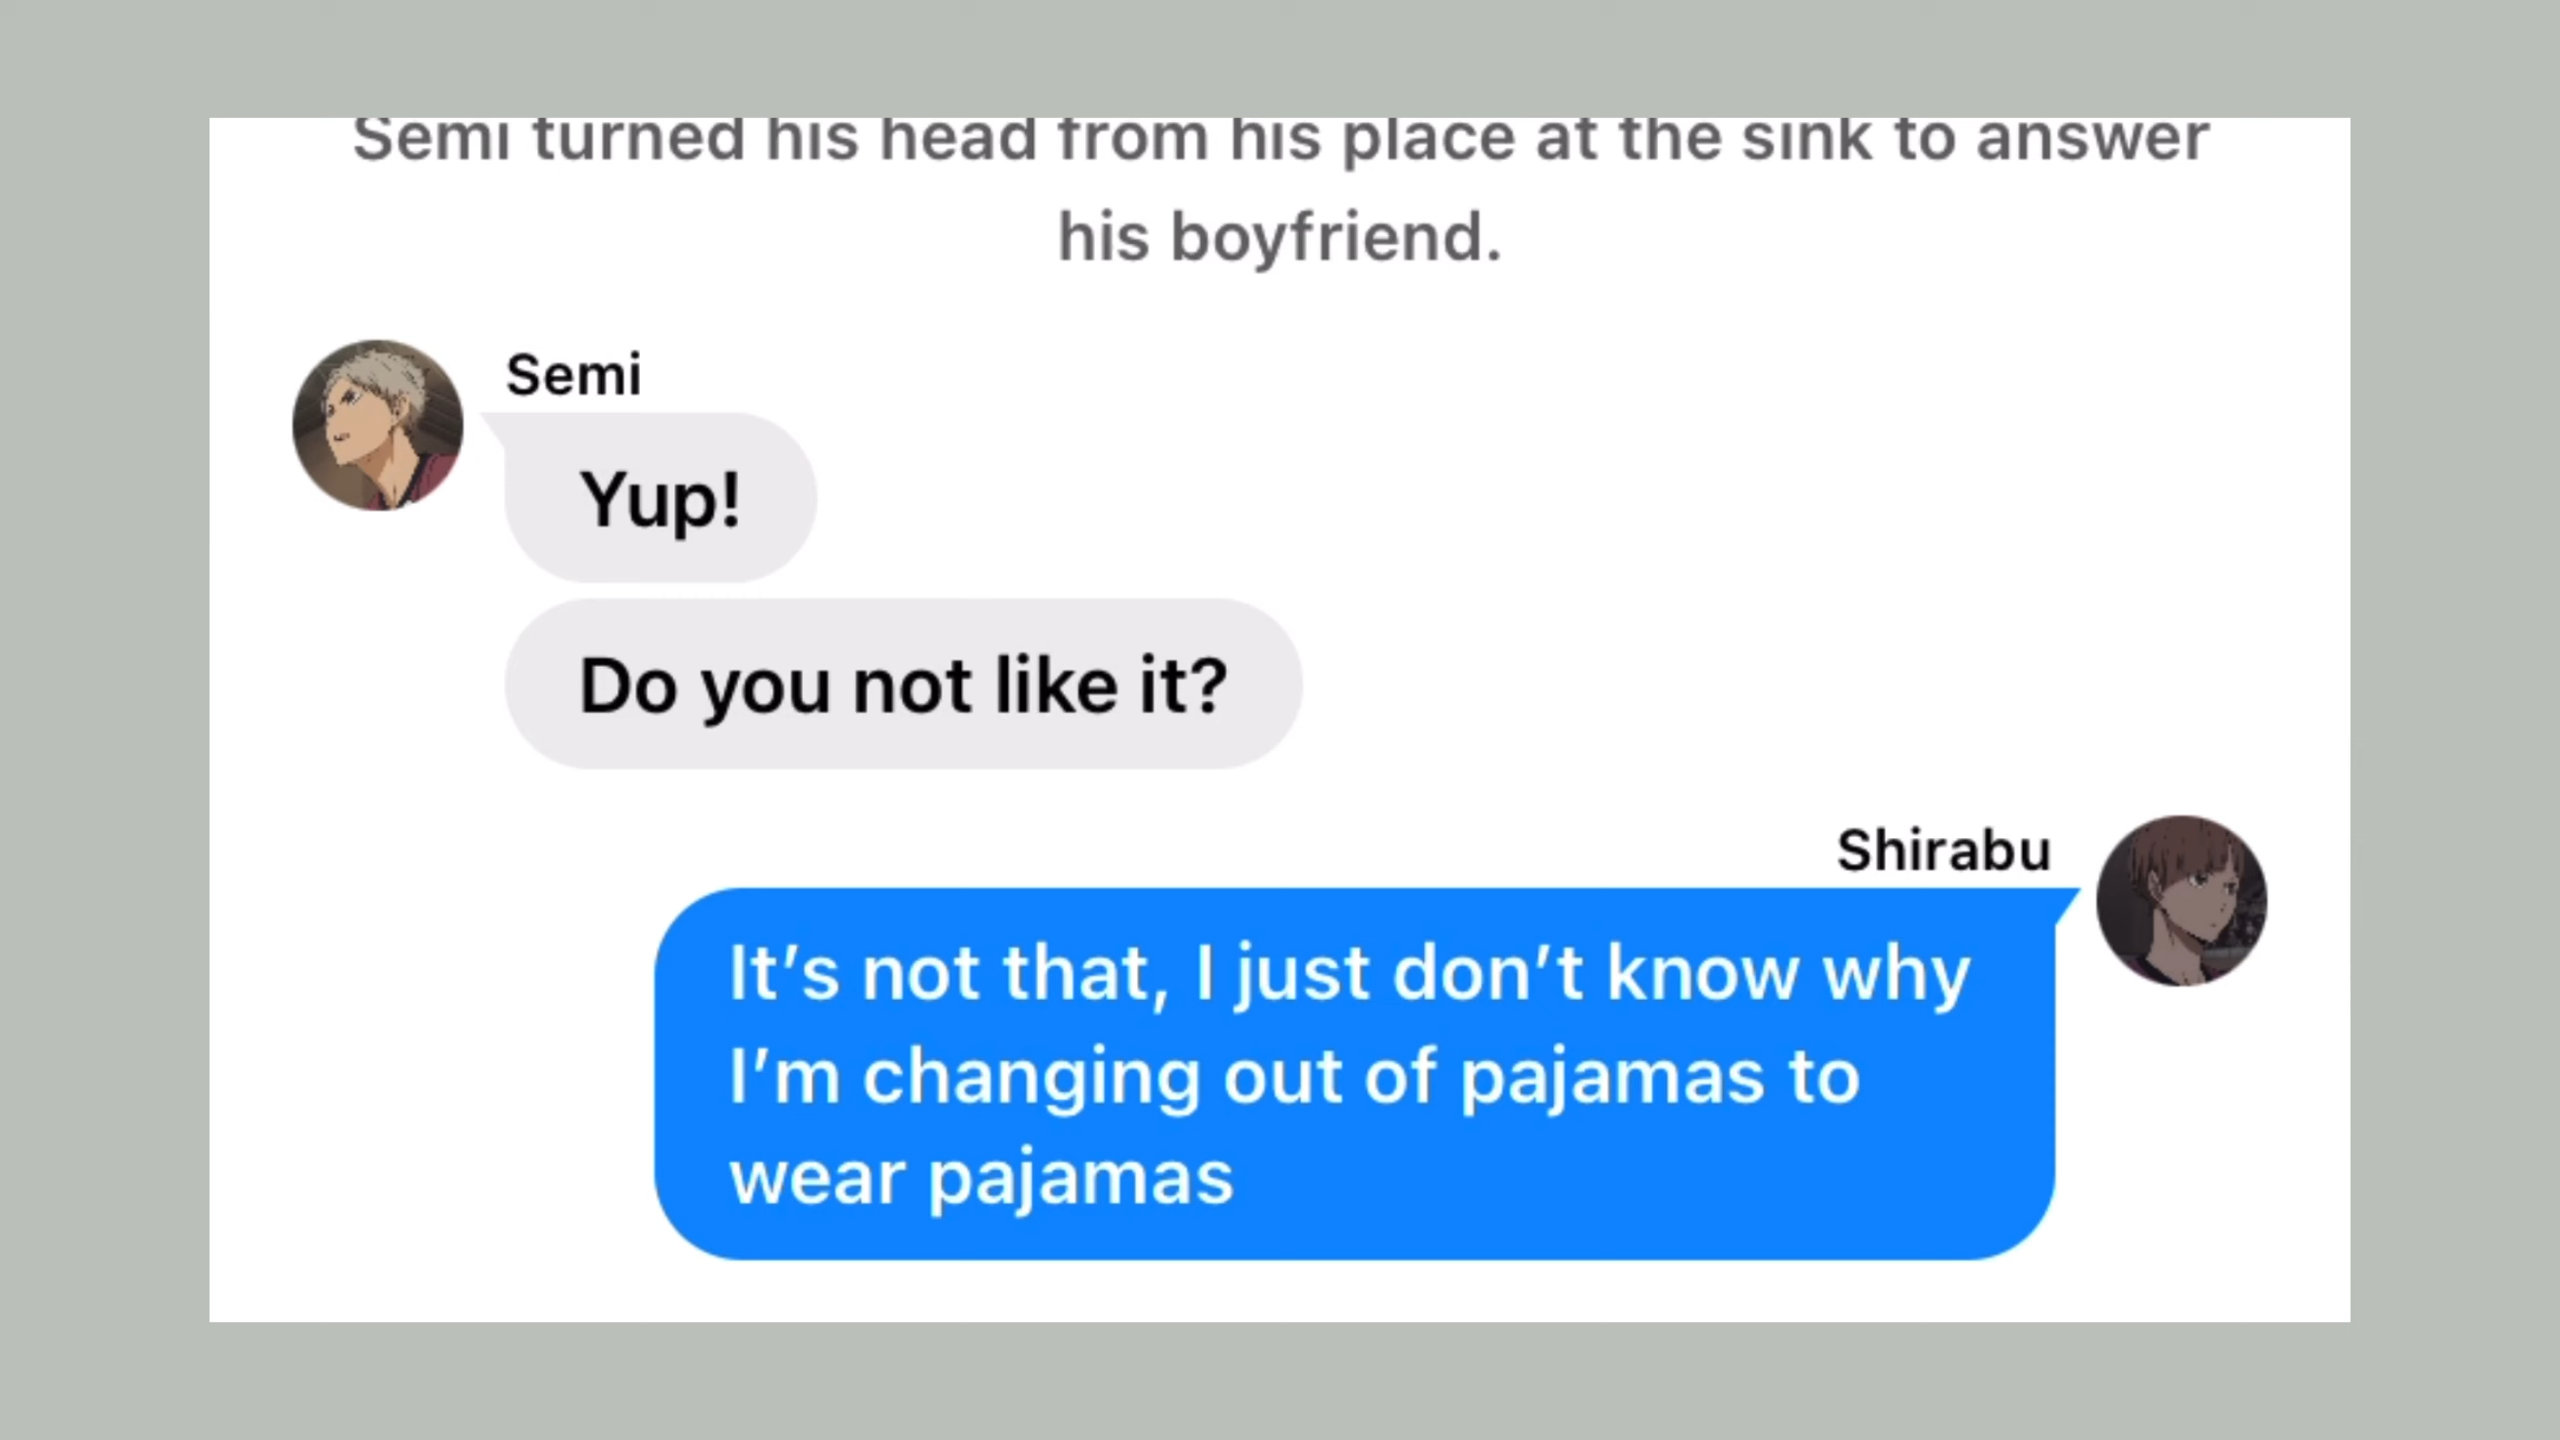 Semi turned his head from his place at the sink to answer
his boyfriend.
Semi
Yup!
Do you not like it?
Shirabu
It’s not that, I just don’t know why
I’m changing out of pajamas to
wear pajamas